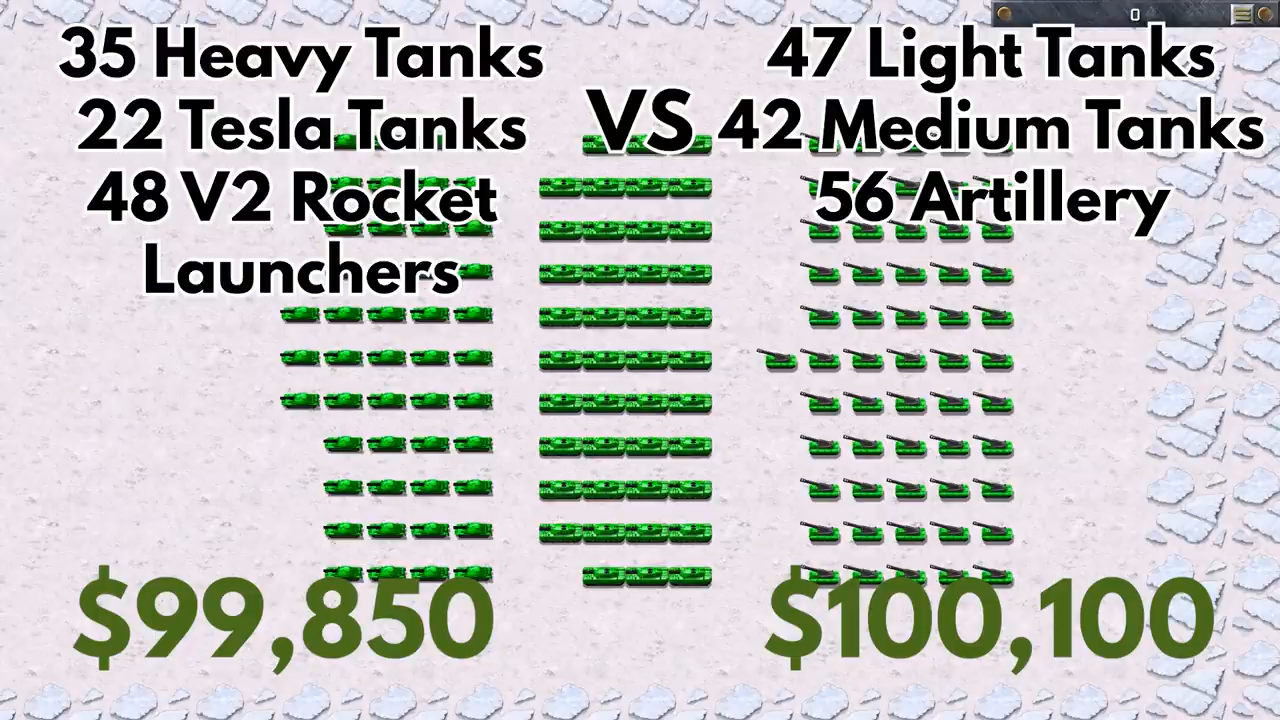 0
35 Heavy Tanks
22 Tesla Tanks
48 V2 Rocket
Launchers
VS
47 Light Tanks
42 Medium Tanks
56 Artillery
$99,850
$100,100